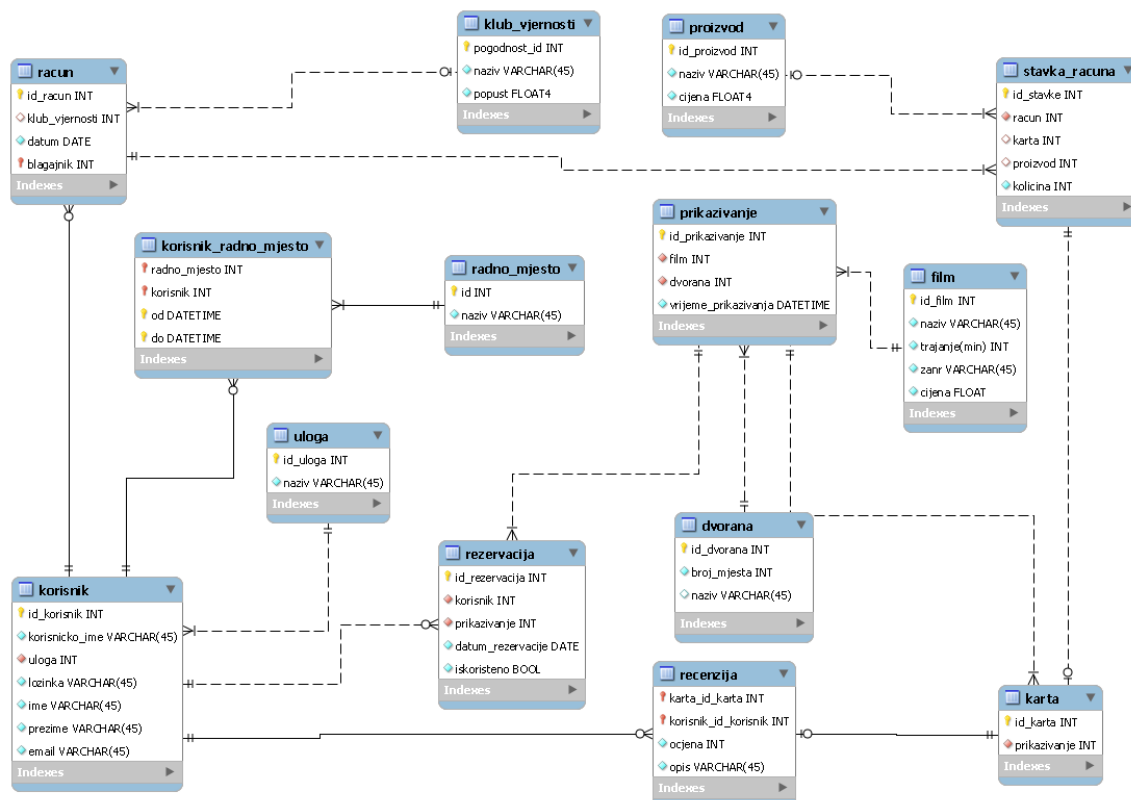 klub_vjernosti
pogodnost_id INT
naziv VARCHAR(45)
popust FLOAT4
Indexes
proizvod
id_proizvod INT
naziv VARCHAR(45)
cijena FLOAT4
Indexes
racun
id_racun INT
klub_vjernosti INT
datum DATE
blagajnik INT
Indexes
stavka_racuna
id_stavke INT
racun INT
karta INT
proizvod INT
kolicina INT
Indexes
korisnik_radno_mjesto
radno_mjesto INT
korisnik INT
od DATETIME
do DATETIME
Indexes
radno_mjesto
id INT
naziv VARCHAR(45)
Indexes
prikazivanje
id_prikazivanje INT
film INT
dvorana INT
vrijeme_prikazivanja DATETIME
Indexes
film
id_film INT
naziv VARCHAR(45)
trajanje(min) INT
zanr VARCHAR(45)
cijena FLOAT
Indexes
uloga
id_uloga INT
naziv VARCHAR(45)
Indexes
korisnik
id_korisnik INT
korisnicko_ime VARCHAR(45)
uloga INT
lozinka VARCHAR(45)
ime VARCHAR(45)
prezime VARCHAR(45)
email VARCHAR(45)
Indexes
rezervacija
id_rezervacija INT
korisnik INT
prikazivanje INT
datum_rezervacije DATE
iskoristeno BOOL
Indexes
dvorana
id_dvorana INT
broj_mjesta INT
naziv VARCHAR(45)
Indexes
recenzija
karta_id_karta INT
korisnik_id_korisnik INT
ocjena INT
opis VARCHAR(45)
Indexes
karta
id_karta INT
prikazivanje INT
Indexes